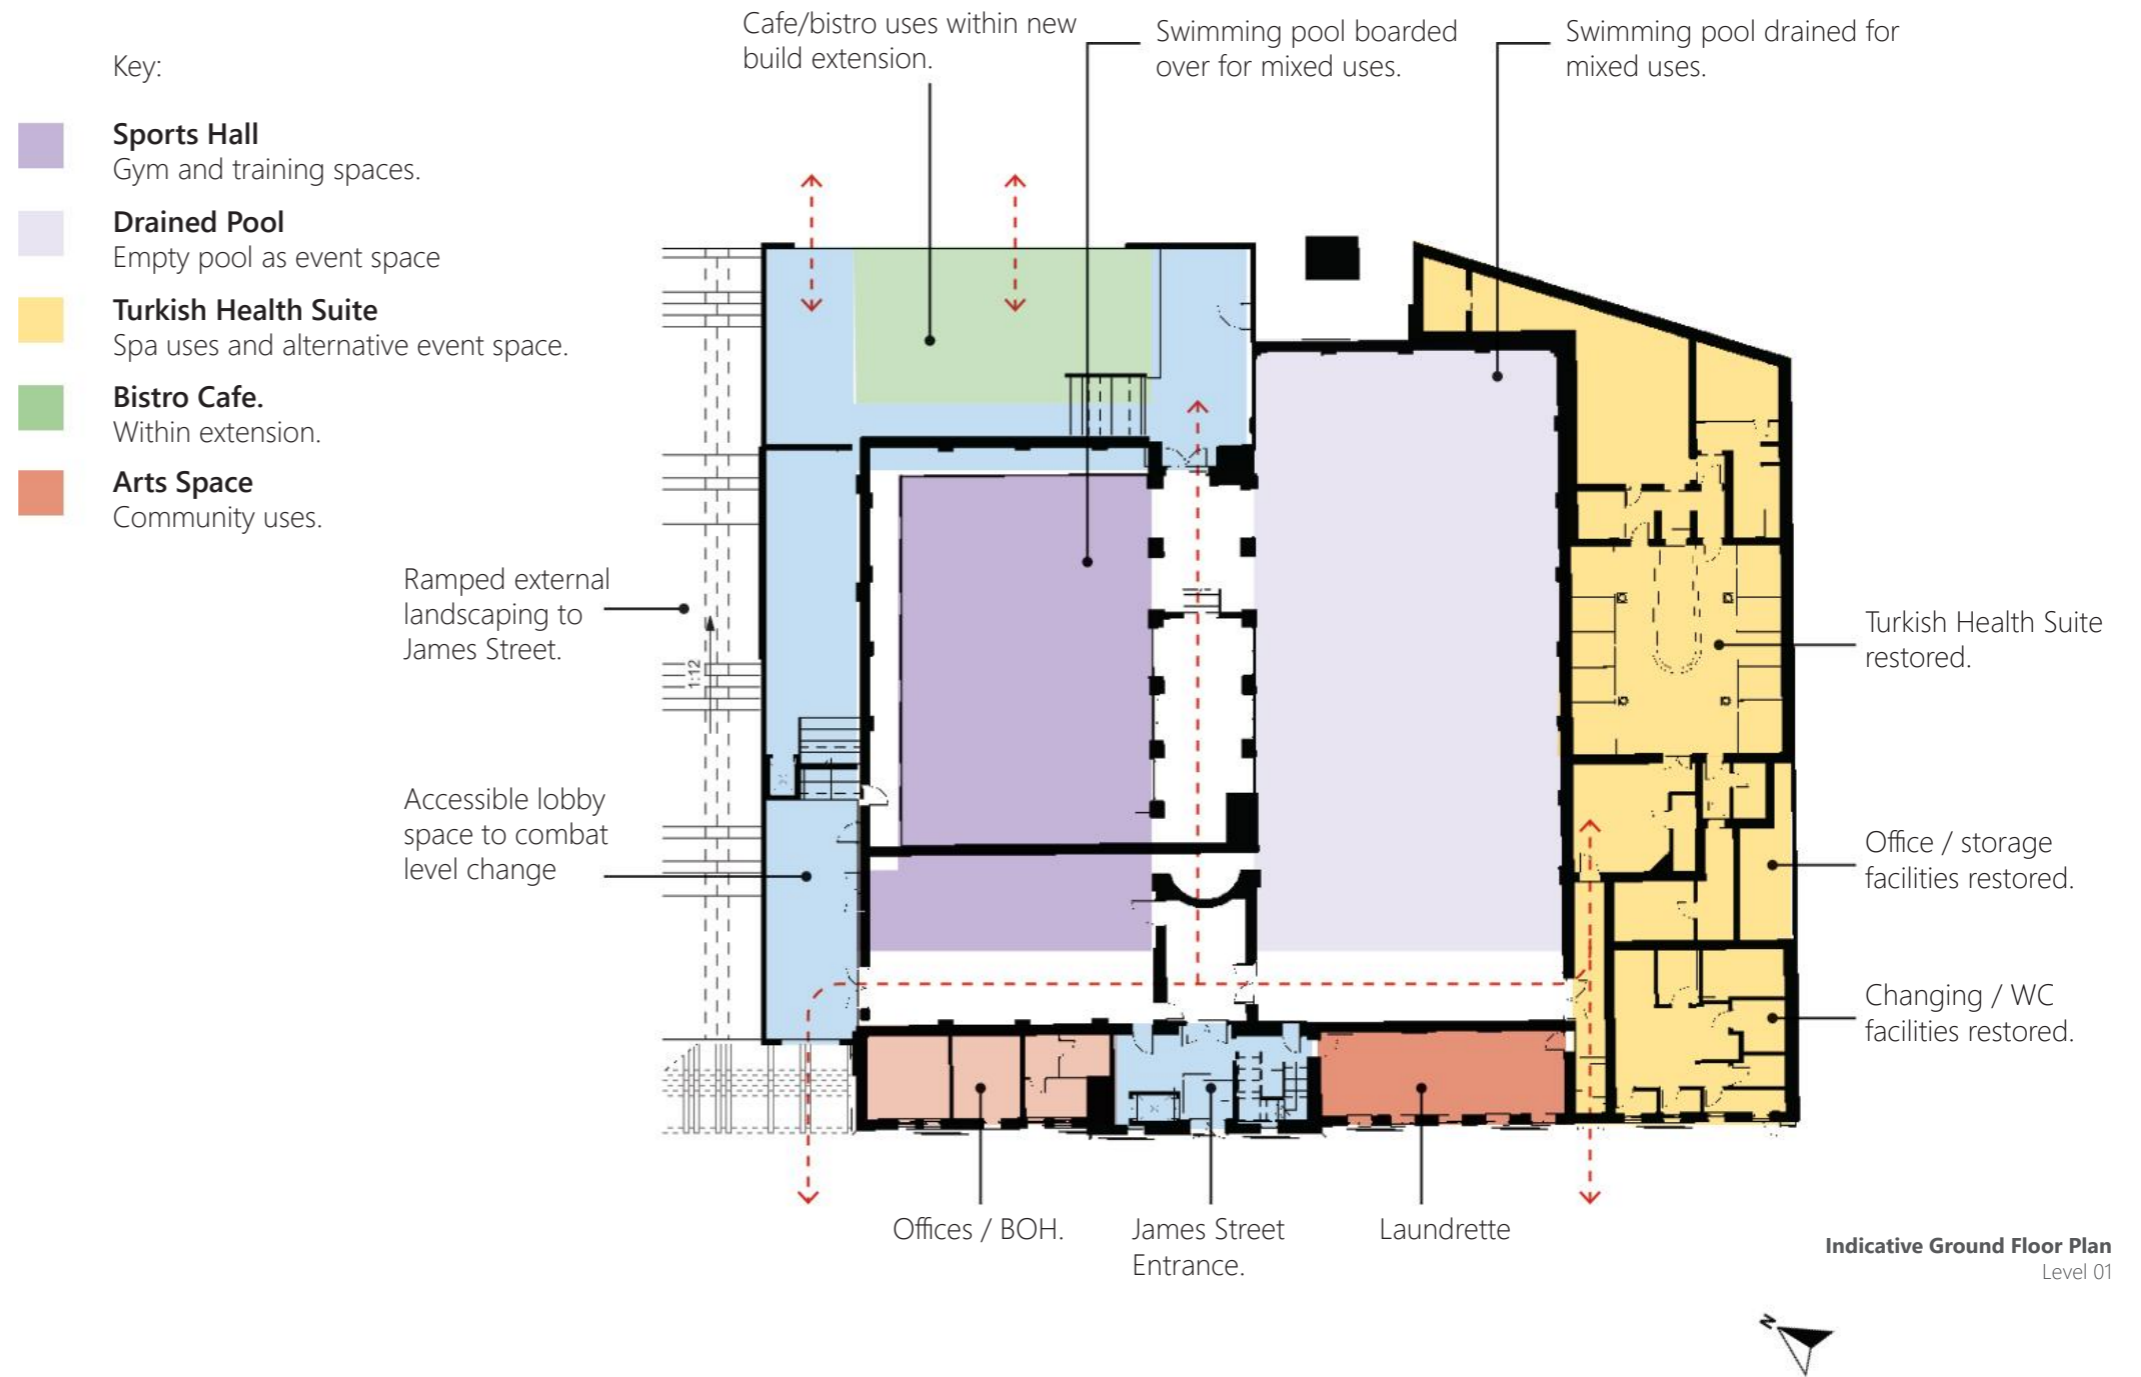 Key:
Sports Hall
Gym and training spaces.
Drained Pool
Empty pool as event space
Turkish Health Suite
Spa uses and alternative event space.
Bistro Cafe.
Within extension.
Arts Space
Community uses.
Cafe/bistro uses within new
build extension.
Swimming pool boarded
over for mixed uses.
Swimming pool drained for
mixed uses.
Ramped external
landscaping to
James Street.
1:12
Accessible lobby
space to combat
level change
Turkish Health Suite
restored.
Office / storage
facilities restored.
Changing / WC
facilities restored.
Offices / BOH.
James Street
Entrance.
Laundrette
Indicative Ground Floor Plan
Level 01
N